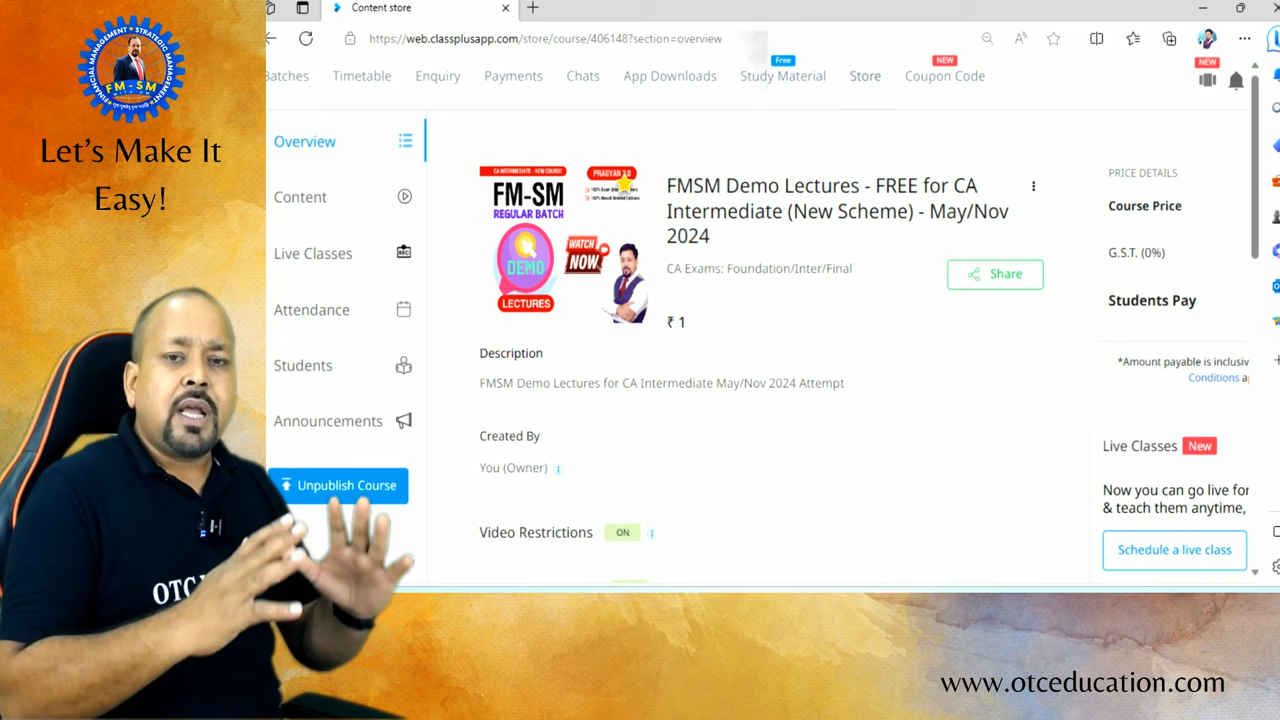 FINANCIAL MANAGEMENT
STRATEGIC MANAGEMENT
FM-SM
Let's Make It
Easy!
OTC
Content store
https://web.classplusapp.com/store/course/406148?section=overview
Batches
Timetable
Enquiry
Payments
Chats
App Downloads
Free
Study Material
Store
NEW
Coupon Code
NEW
Overview
Content
Live Classes
REC
Attendance
Students
Announcements
Unpublish Course
CA INTERMEDIATE - NEW COURSE
FM-SM
REGULAR BATCH
PRAGYAN 3.0
DEMO
LECTURES
WATCH
NOW
FMSM Demo Lectures - FREE for CA
Intermediate (New Scheme) - May/Nov
2024
CA Exams: Foundation/Inter/Final
Share
₹ 1
Description
FMSM Demo Lectures for CA Intermediate May/Nov 2024 Attempt
Created By
You (Owner)
Video Restrictions
ON
PRICE DETAILS
Course Price
G.S.T. (0%)
Students Pay
*Amount payable is inclusiv
Conditions a
Live Classes New
Now you can go live for
& teach them anytime,
Schedule a live class
www.otceducation.com